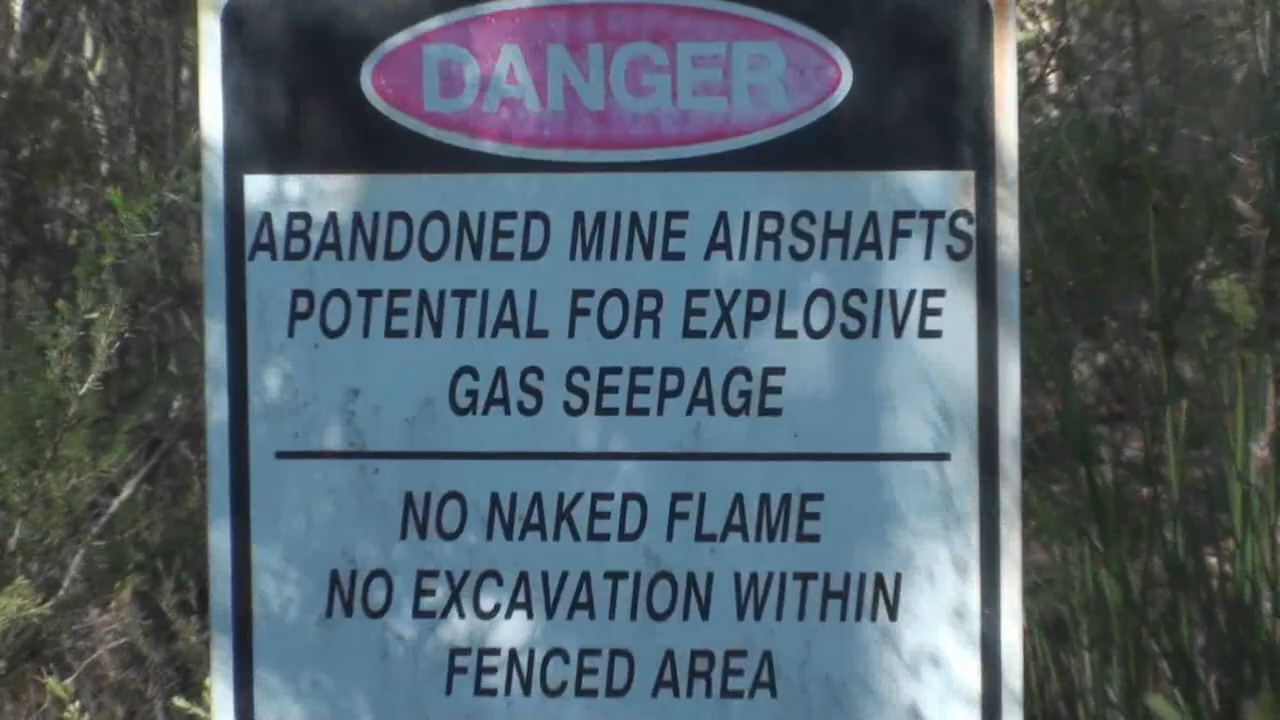 DANGER
ABANDONED MINE AIRSHAFTS
POTENTIAL FOR EXPLOSIVE
GAS SEEPAGE
NO NAKED FLAME
NO EXCAVATION WITHIN
FENCED AREA